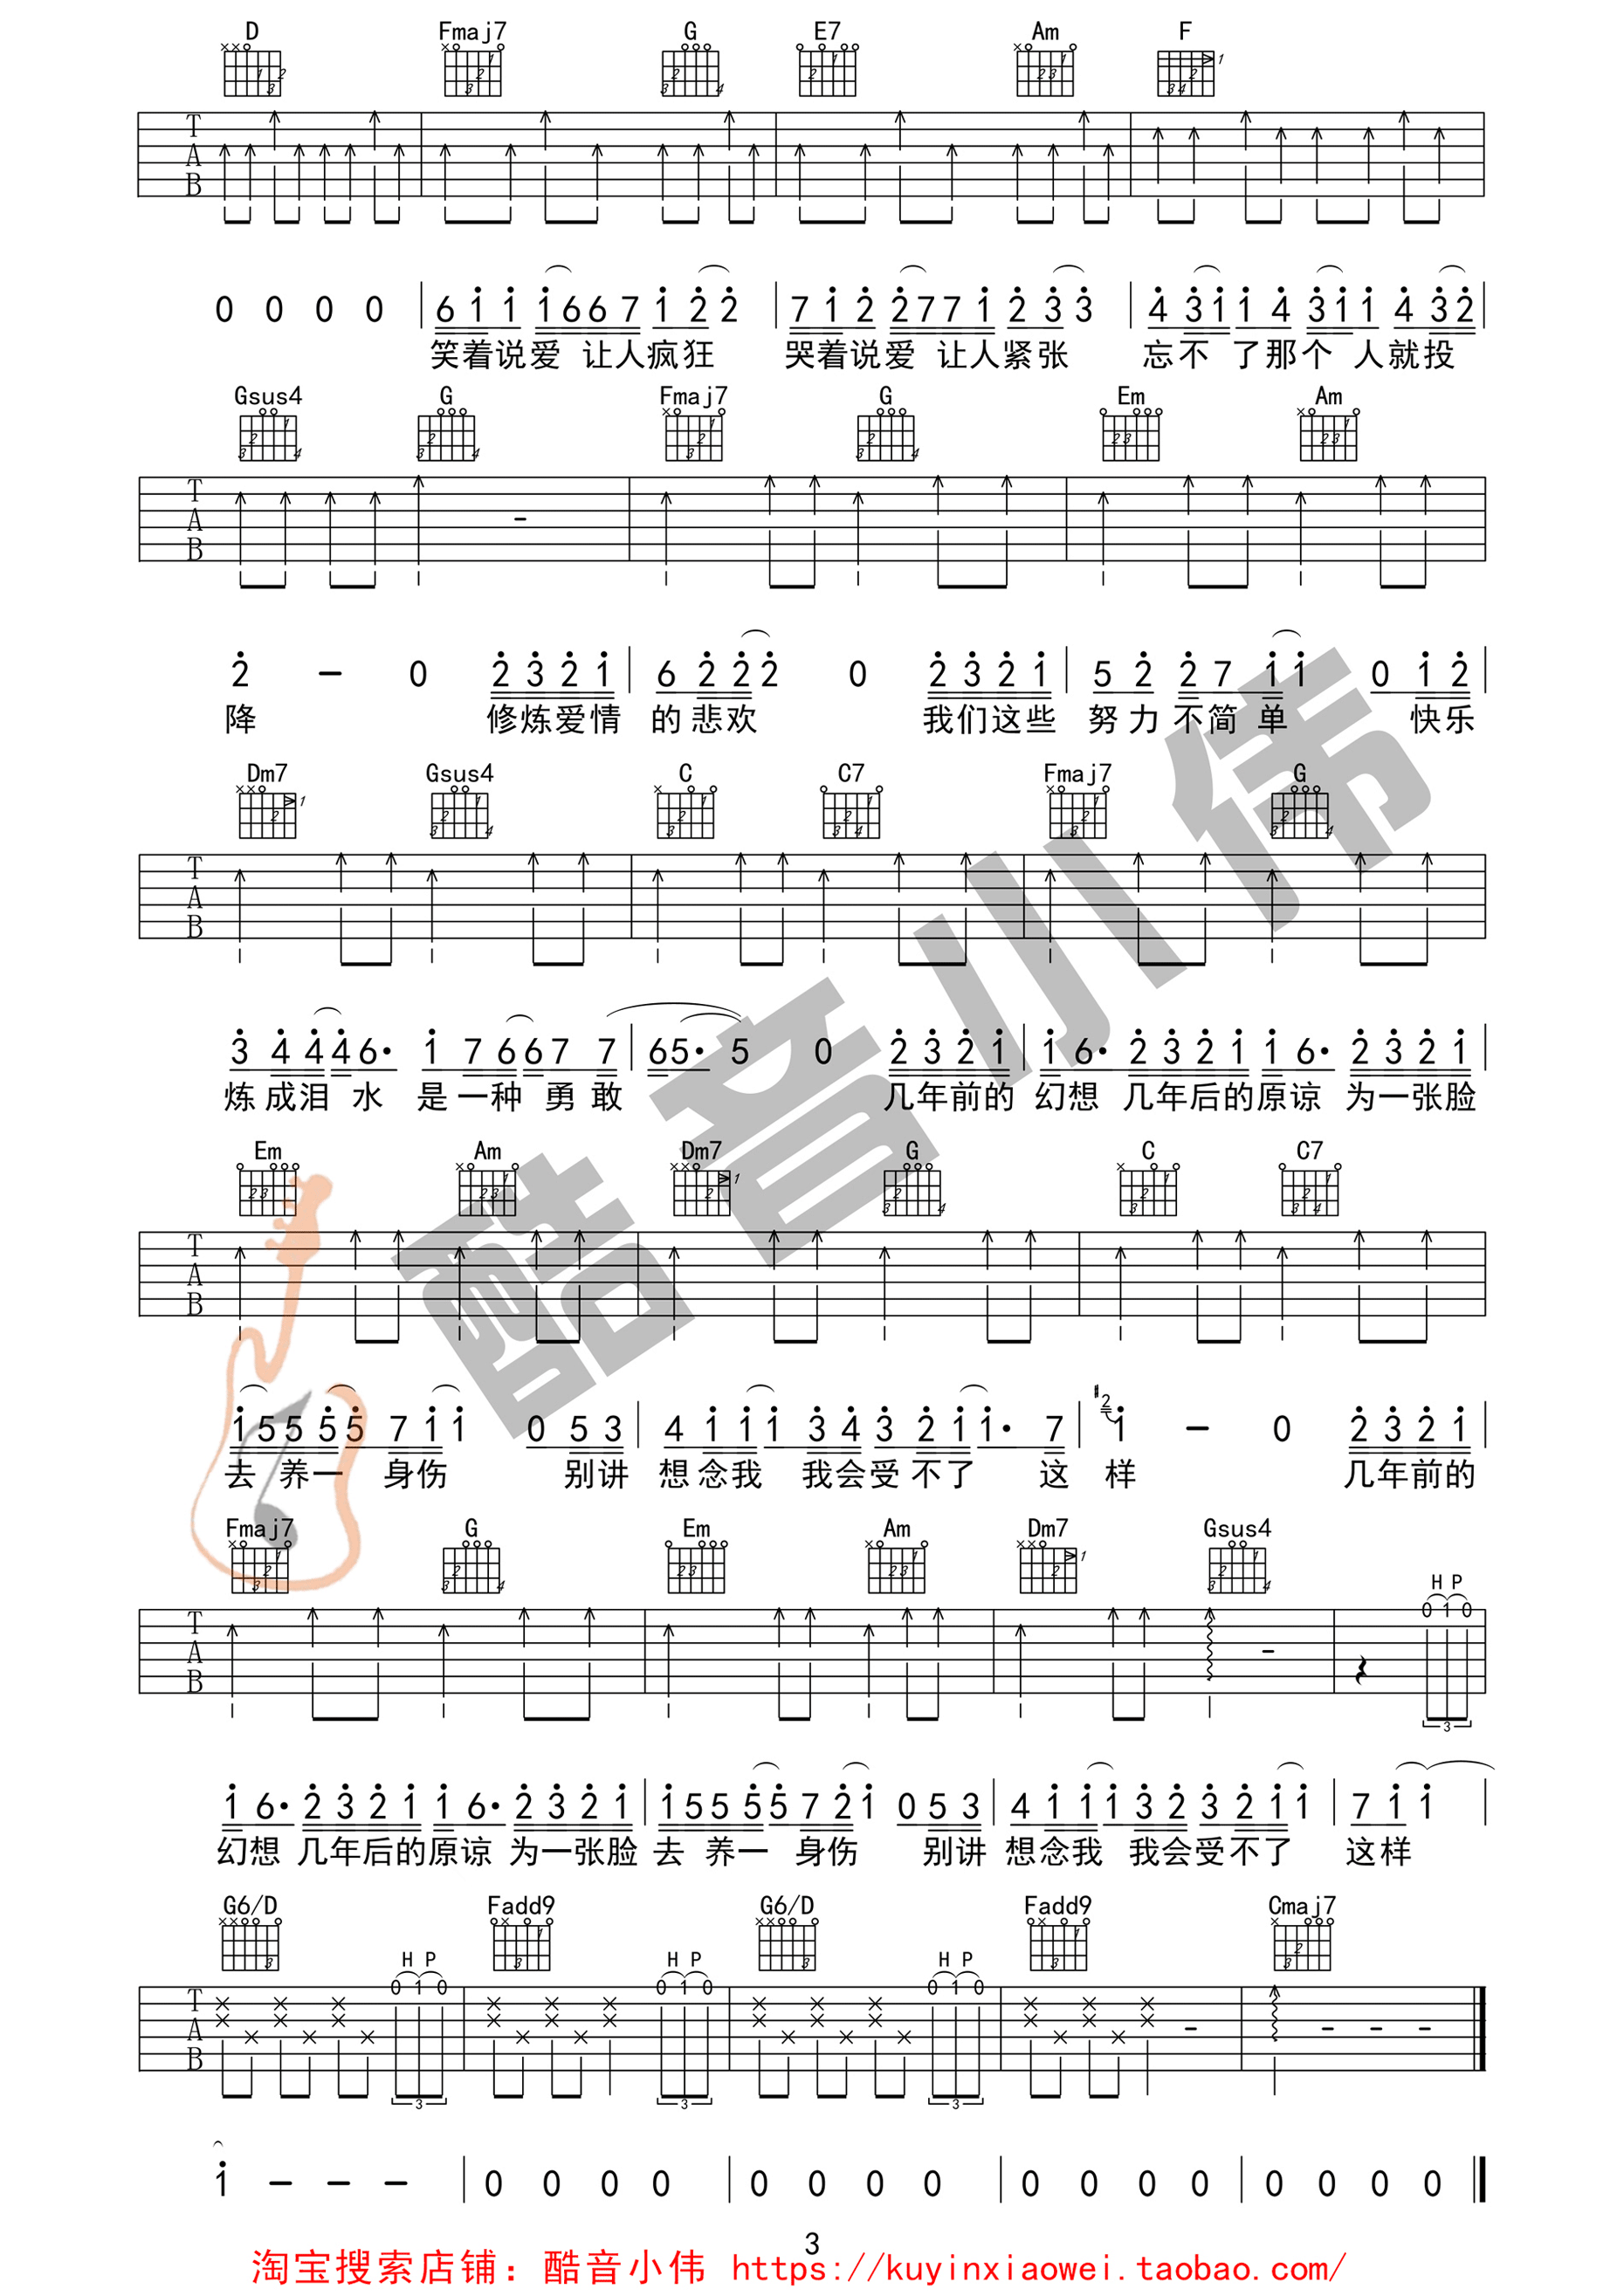 D Fmaj7 G E7 Am F
T
A
B
0 0 0 0 6 1 1 1 6 6 7 1 2 2 7 1 2 2 7 7 1 2 3 3 4 3 1 1 4 3 1 1 4 3 2
笑着说爱 让人疯狂 哭着说爱 让人紧张 忘不 了那个 人就投
Gsus4 G Fmaj7 G Em Am
T
A
B
2 - 0 2 3 2 1 6 2 2 2 0 2 3 2 1 5 2 2 7 1 1 0 1 2
降 修炼爱情 的悲欢 我们这些 努力不简 单 快乐
Dm7 Gsus4 C C7 Fmaj7 G
T
A
B
3 4 4 4 6· 1 7 6 6 7 7 6 5· 5 0 2 3 2 1 1 6· 2 3 2 1 1 6· 2 3 2 1
炼成泪 水 是一种 勇敢 几年前的 幻想 几年后的原谅 为一张脸
Em Am Dm7 G C C7
T
A
B
1 5 5 5 5 7 1 1 0 5 3 4 1 1 1 3 4 3 2 1 1· 7 #2 1 - 0 2 3 2 1
去 养一 身伤 别讲 想念我 我会受 不了 这 样 几年前的
Fmaj7 G Em Am Dm7 Gsus4
H P
0 1 0
T
A
B
3
1 6· 2 3 2 1 1 6· 2 3 2 1 1 5 5 5 5 7 2 1 0 5 3 4 1 1 1 3 2 3 2 1 1 7 1 1
幻想 几年后的原谅 为一张脸 去 养一 身伤 别讲 想念我 我会受不了 这样
G6/D Fadd9 G6/D Fadd9 Cmaj7
H P H P H P
0 1 0 0 1 0 0 1 0
T
A
B
3 3 3
1 - - - 0 0 0 0 0 0 0 0 0 0 0 0 0 0 0 0
3
淘宝搜索店铺：酷音小伟 https://kuyinxiaowei.taobao.com/
酷音小伟